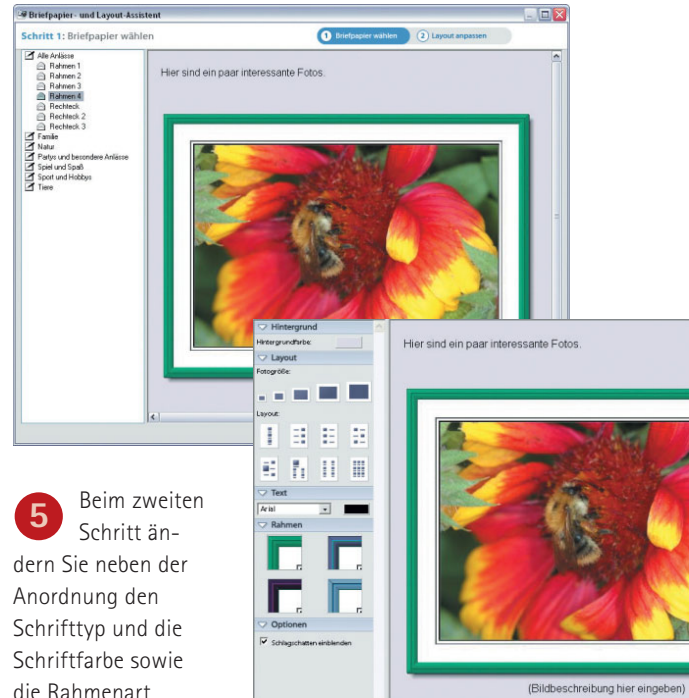 Briefpapier- und Layout-Assistent
Schritt 1: Briefpapier wählen
1 Briefpapier wählen 2 Layout anpassen
Alle Anlässe
Rahmen 1
Rahmen 2
Rahmen 3
Rahmen 4
Rechteck
Rechteck 2
Rechteck 3
Familie
Natur
Partys und besondere Anlässe
Spiel und Spaß
Sport und Hobbys
Tiere
Hier sind ein paar interessante Fotos.
Hintergrund
Hintergrundfarbe:
Layout
Fotogröße:
Layout:
Text
Arial
Rahmen
Optionen
Schlagschatten einblenden
Hier sind ein paar interessante Fotos.
(Bildbeschreibung hier eingeben)
5 Beim zweiten
Schritt än-
dern Sie neben der
Anordnung den
Schrifttyp und die
Schriftfarbe sowie
die Rahmenart